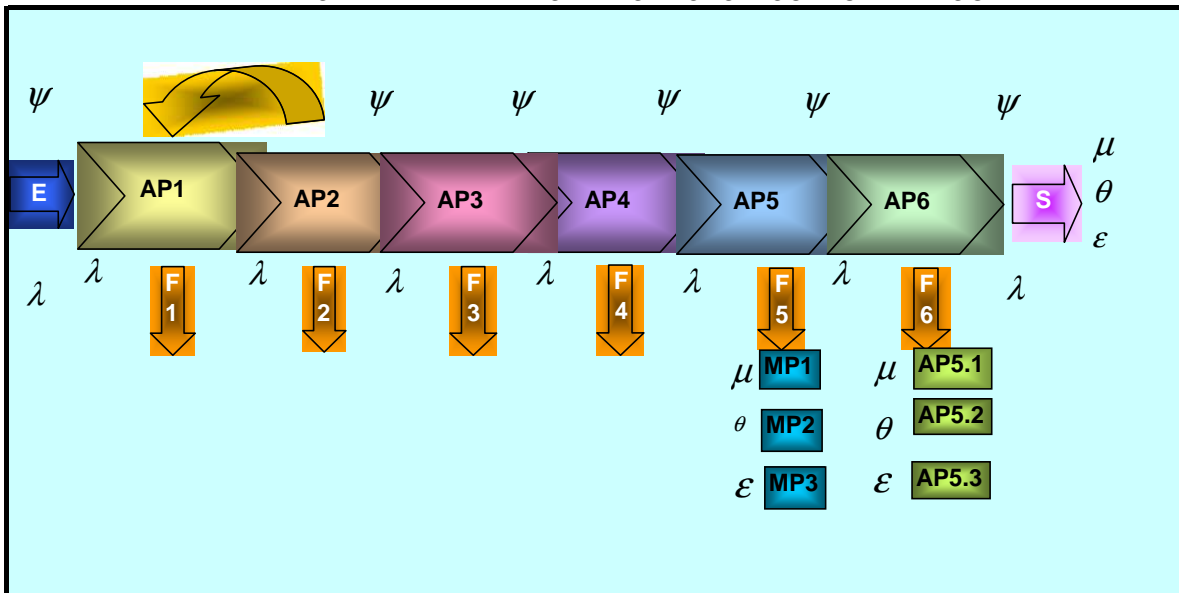 ψ ψ ψ ψ ψ ψ
μ
E AP1 AP2 AP3 AP4 AP5 AP6 S θ
ε
λ λ λ λ λ λ λ λ
F F F F F F
1 2 3 4 5 6
μ MP1 μ AP5.1
θ MP2 θ AP5.2
ε MP3 ε AP5.3